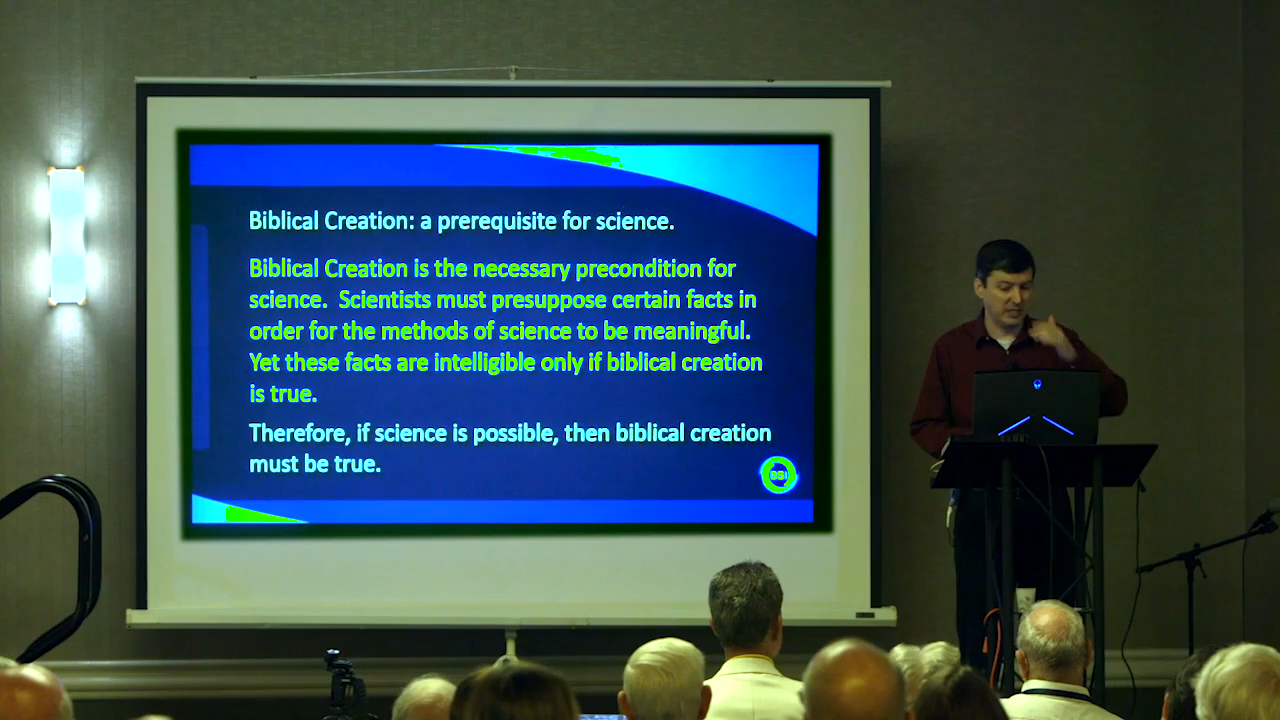 Biblical Creation: a prerequisite for science.
Biblical Creation is the necessary precondition for
science. Scientists must presuppose certain facts in
order for the methods of science to be meaningful.
Yet these facts are intelligible only if biblical creation
is true.
Therefore, if science is possible, then biblical creation
must be true.